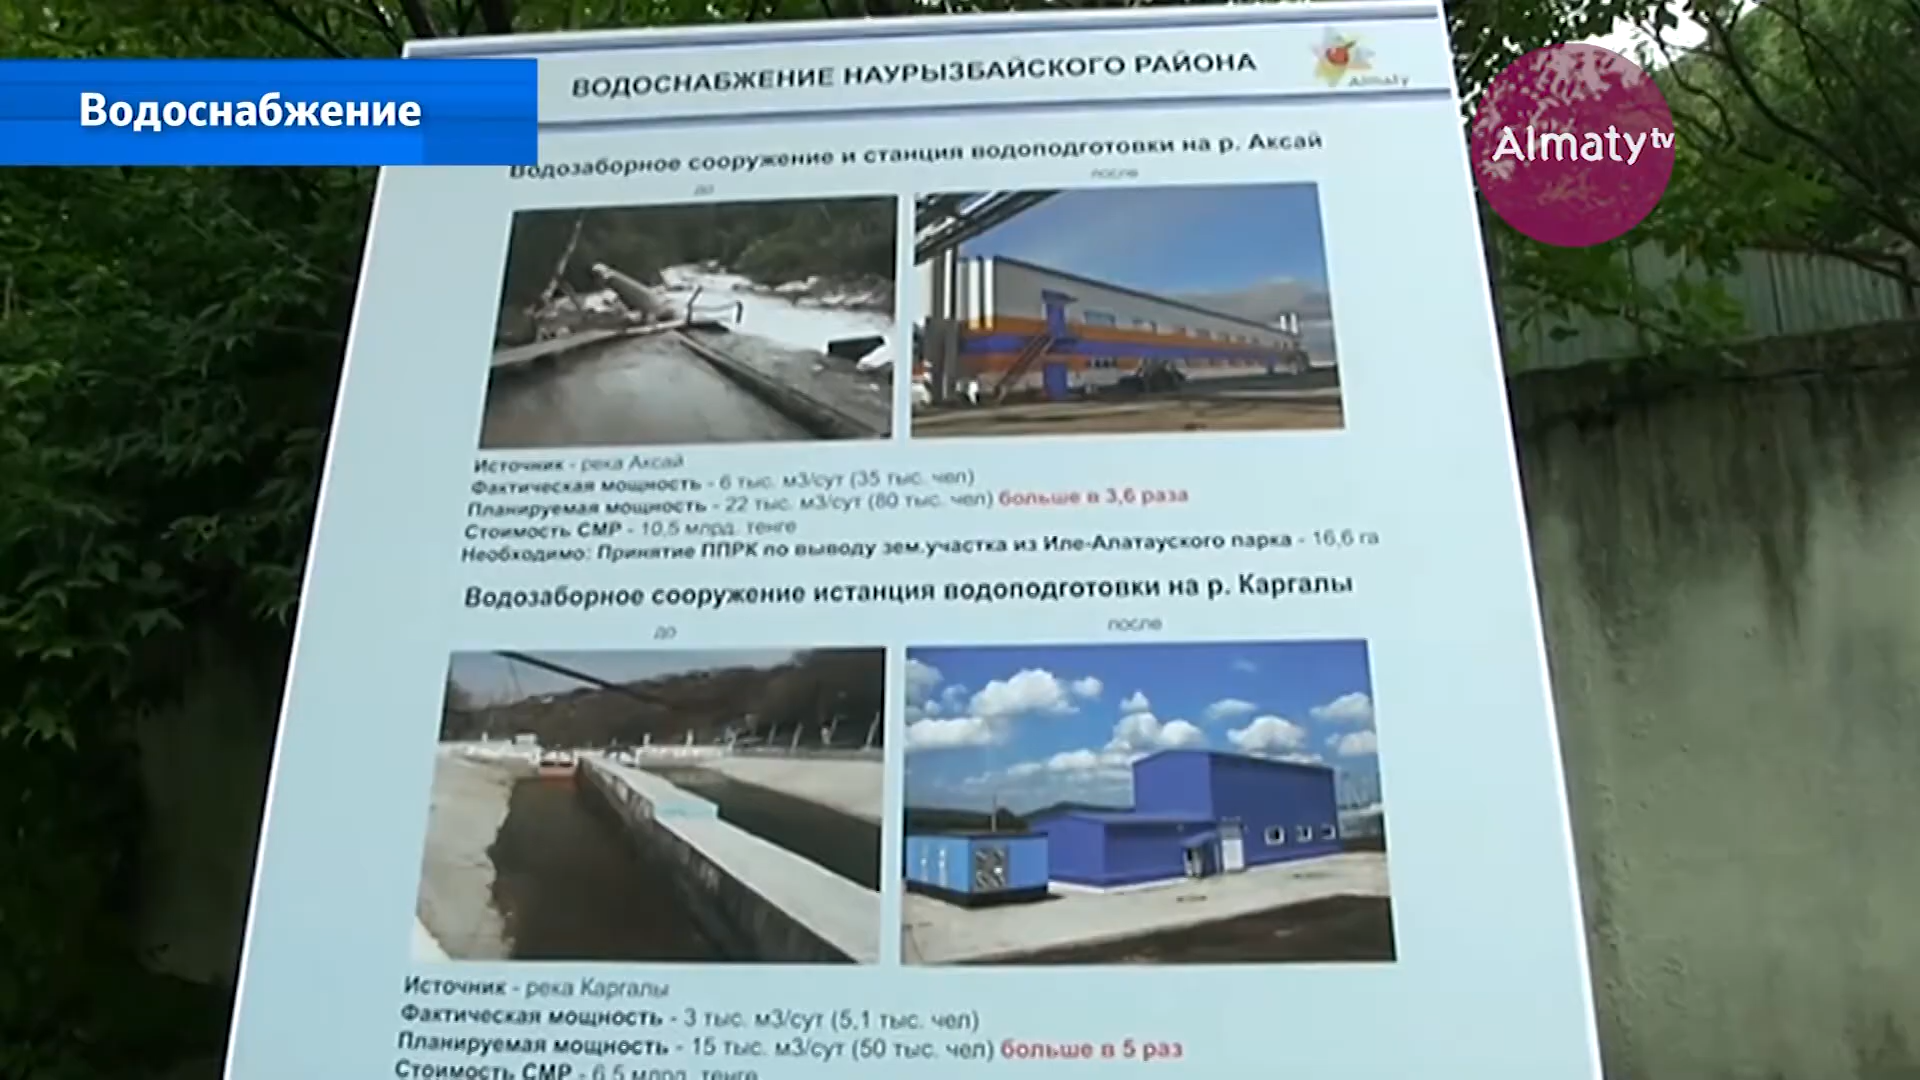 ВОДОСНАБЖЕНИЕ НАУРЫЗБАЙСКОГО РАЙОНА
Almaty
Водоснабжение
Almaty tv
Водозаборное сооружение и станция водоподготовки на р. Аксай
до
после
Источник - река Аксай
Фактическая мощность - 6 тыс. м3/сут (35 тыс. чел)
Планируемая мощность - 22 тыс. м3/сут (80 тыс. чел) больше в 3,6 раза
Стоимость СМР - 10,5 млрд. тенге
Необходимо: Принятие ППРК по выводу зем.участка из Иле-Алатауского парка - 16,6 га
Водозаборное сооружение истанция водоподготовки на р. Каргалы
до
после
Источник - река Каргалы
Фактическая мощность - 3 тыс. м3/сут (5,1 тыс. чел)
Планируемая мощность - 15 тыс. м3/сут (50 тыс. чел) больше в 5 раз
Стоимость СМР - 6,5 млрд. тенге